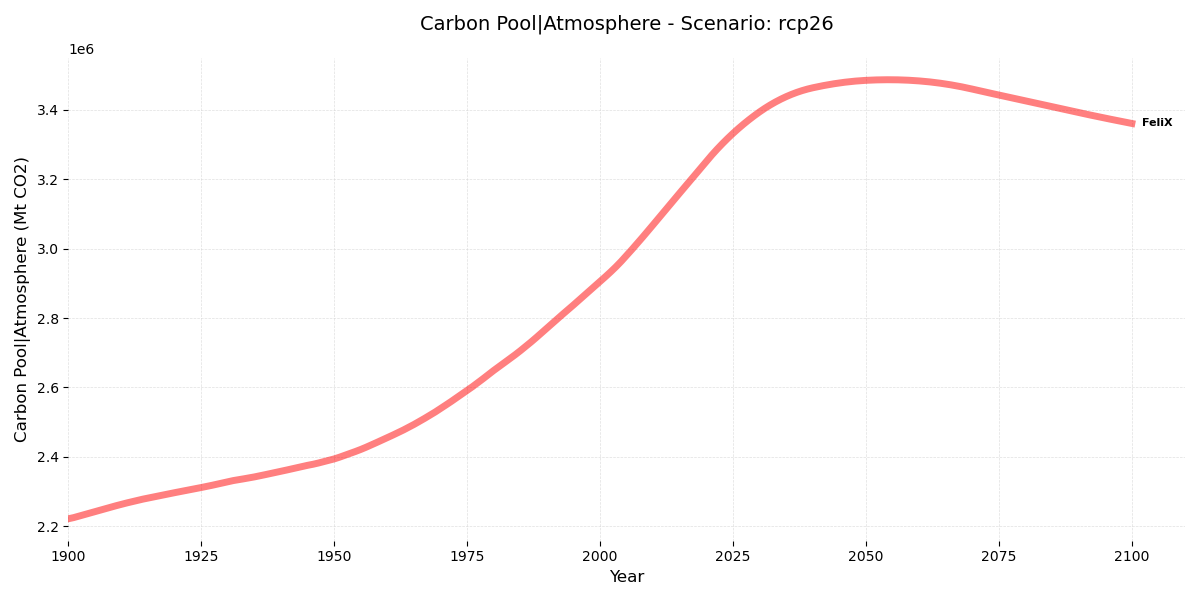 Carbon Pool|Atmosphere - Scenario: rcp26
1e6
3.4
3.2
3.0
2.8
2.6
2.4
2.2
Carbon Pool|Atmosphere (Mt CO2)
FeliX
1900 1925 1950 1975 2000 2025 2050 2075 2100
Year